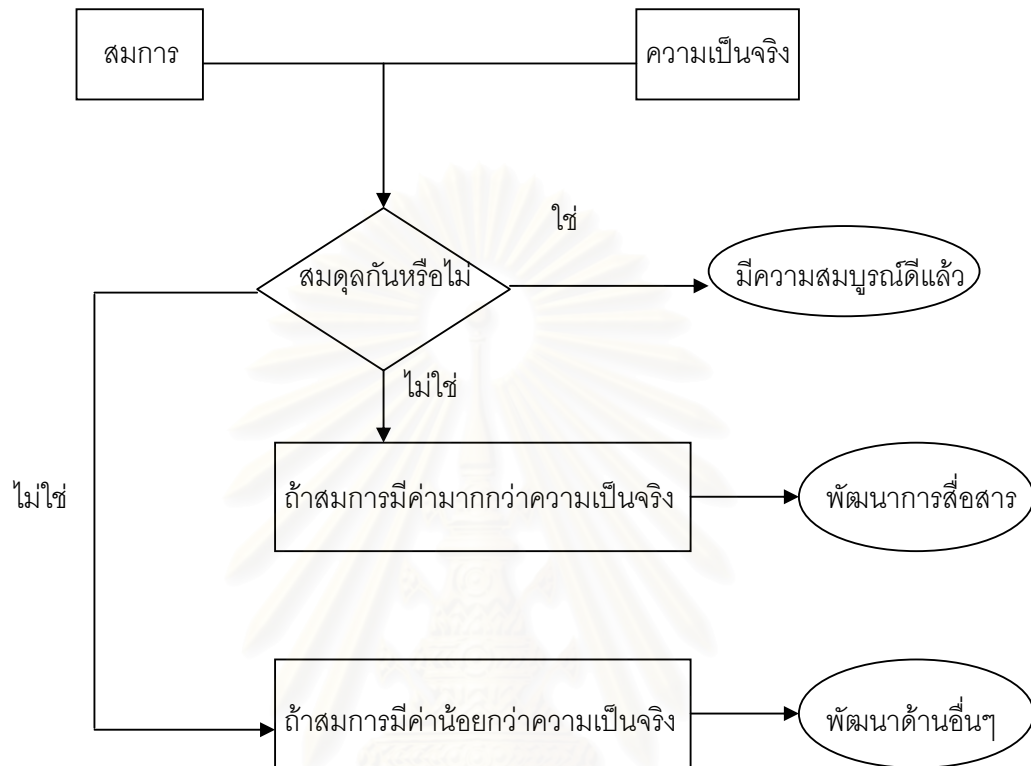 สมการ
ความเป็นจริง
ใช่
สมดุลกันหรือไม่
มีความสมบูรณ์ดีแล้ว
ไม่ใช่
ไม่ใช่
ถ้าสมการมีค่ามากกว่าความเป็นจริง
พัฒนาการสื่อสาร
ถ้าสมการมีค่าน้อยกว่าความเป็นจริง
พัฒนาด้านอื่นๆ